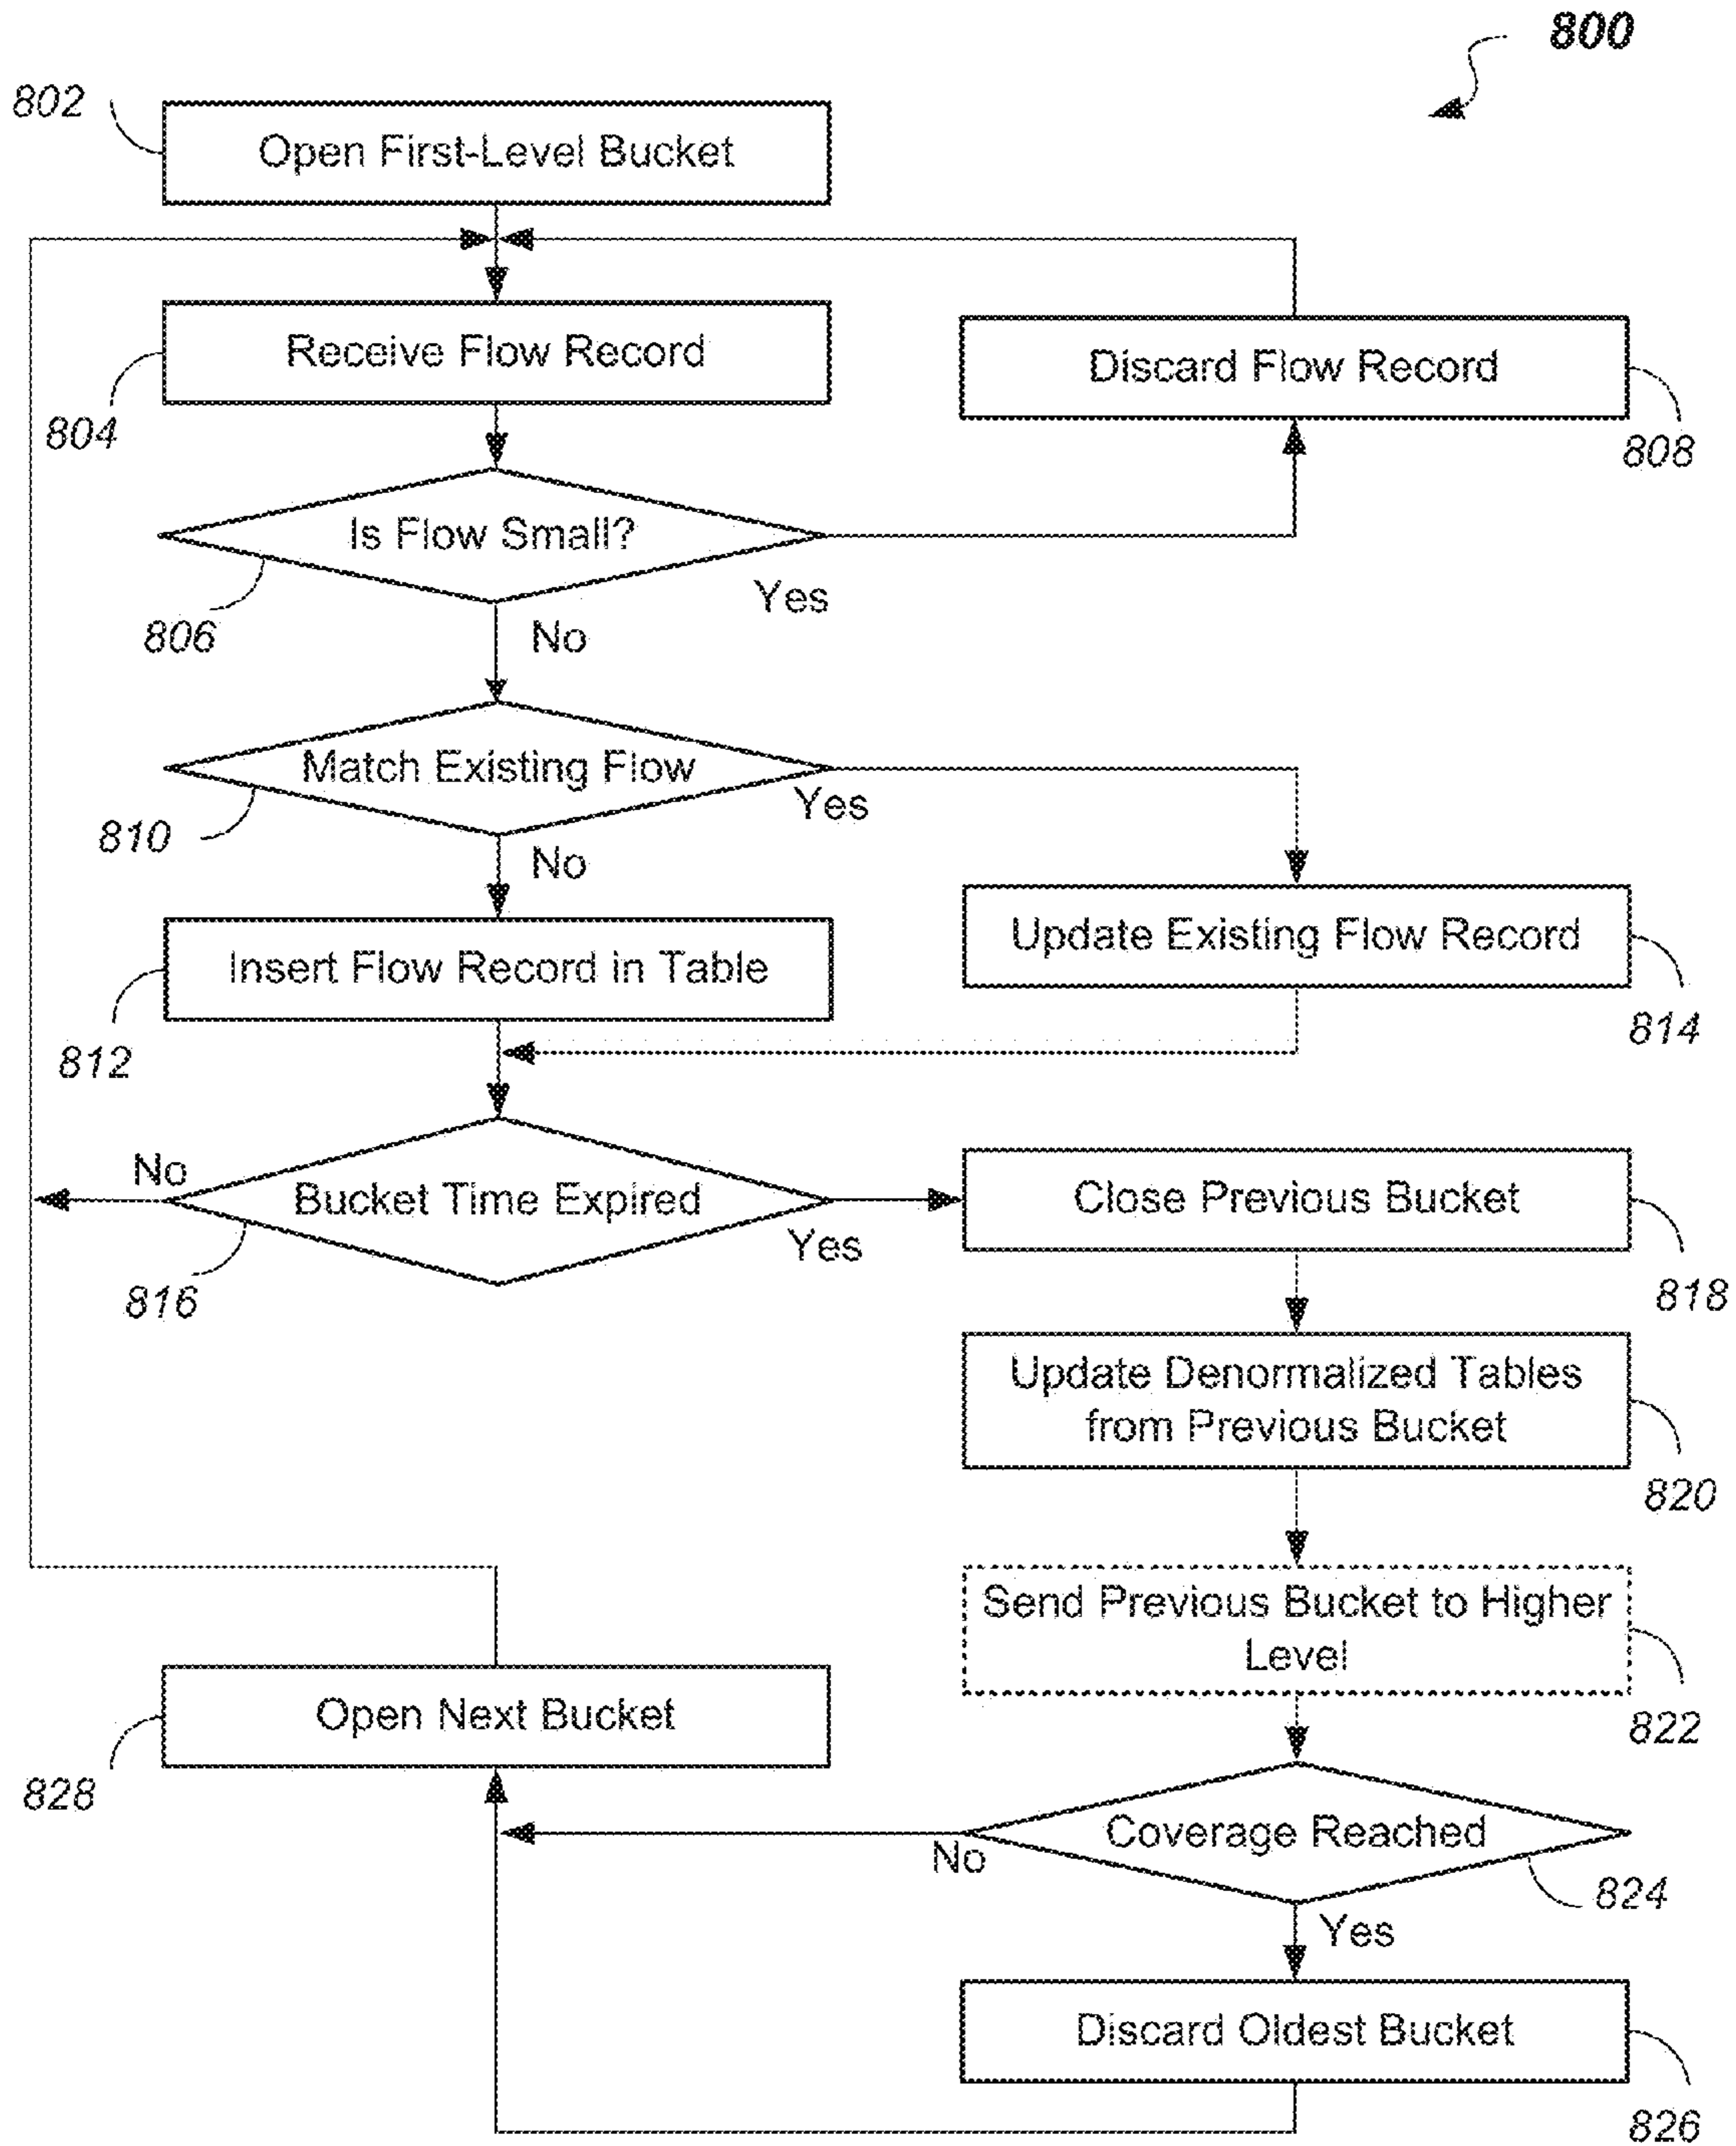 800
802
Open First-Level Bucket
Receive Flow Record
804
Discard Flow Record
808
Is Flow Small?
806
Yes
No
Match Existing Flow
810
Yes
No
Insert Flow Record in Table
812
Update Existing Flow Record
814
No
Bucket Time Expired
Yes
816
Close Previous Bucket
818
Update Denormalized Tables
from Previous Bucket
820
Send Previous Bucket to Higher
Level
822
Open Next Bucket
828
Coverage Reached
No
824
Yes
Discard Oldest Bucket
826